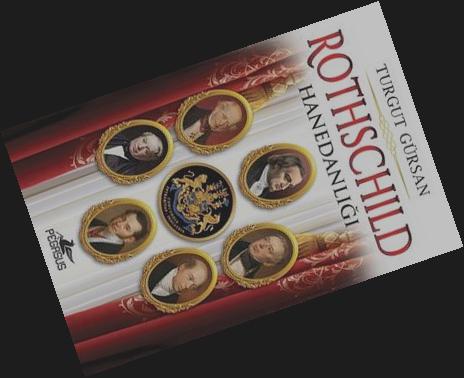 TURGUT GÜRSAN
ROTHSCHILD
HANEDANLIĞI
PEGASUS